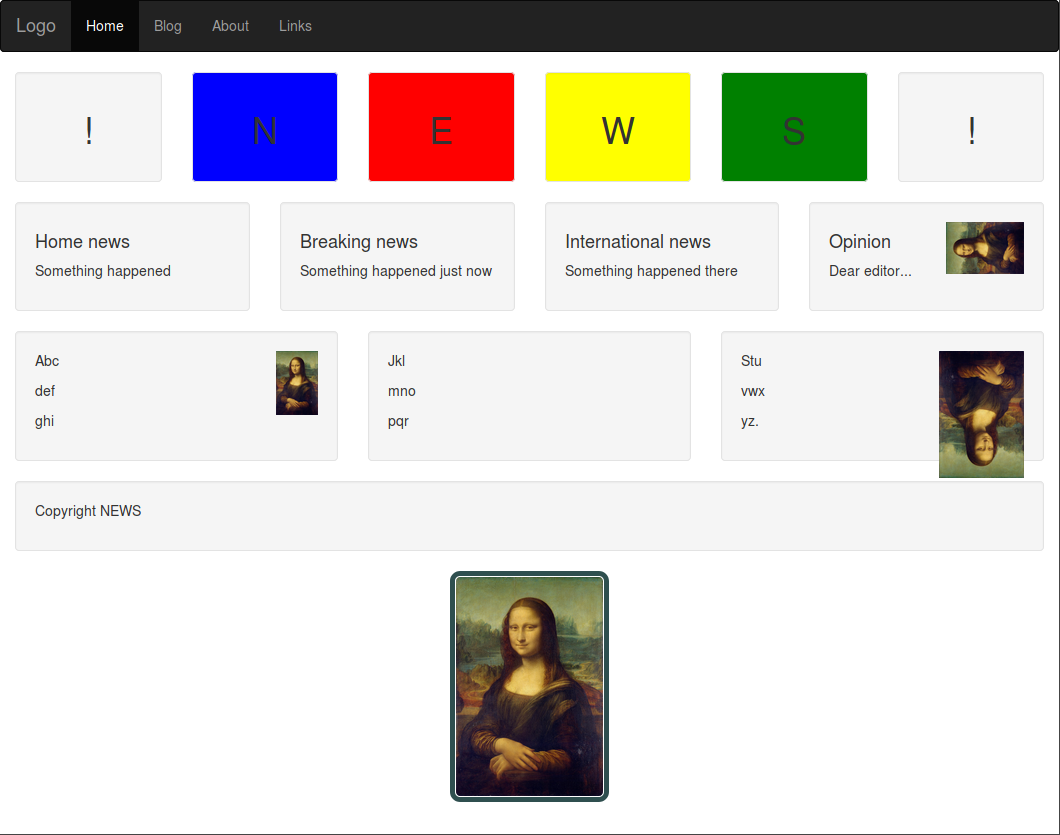 Logo Home Blog About Links
! N E W S !
Home news
Something happened
Breaking news
Something happened just now
International news
Something happened there
Opinion
Dear editor...
Abc
def
ghi
Jkl
mno
pqr
Stu
vwx
yz.
Copyright NEWS